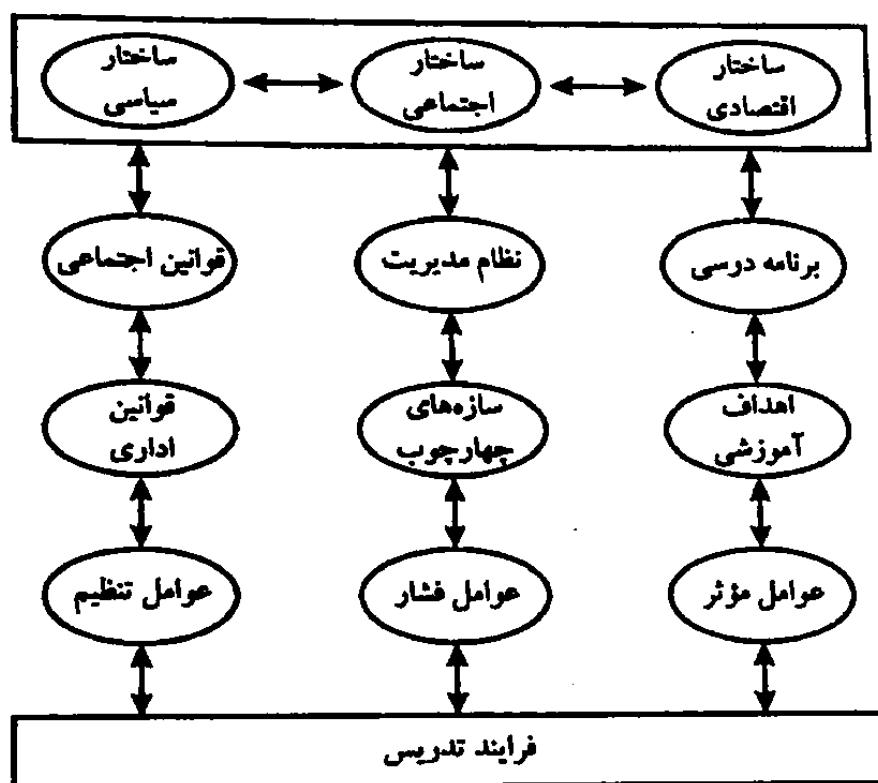 ساختار
اقتصادی
ساختار
اجتماعی
ساختار
سیاسی
برنامه درسی
نظام مدیریت
قوانین اجتماعی
اهداف
آموزشی
سازه‌های
چهارچوب
قوانین
اداری
عوامل مؤثر
عوامل فشار
عوامل تنظیم
فرایند تدریس